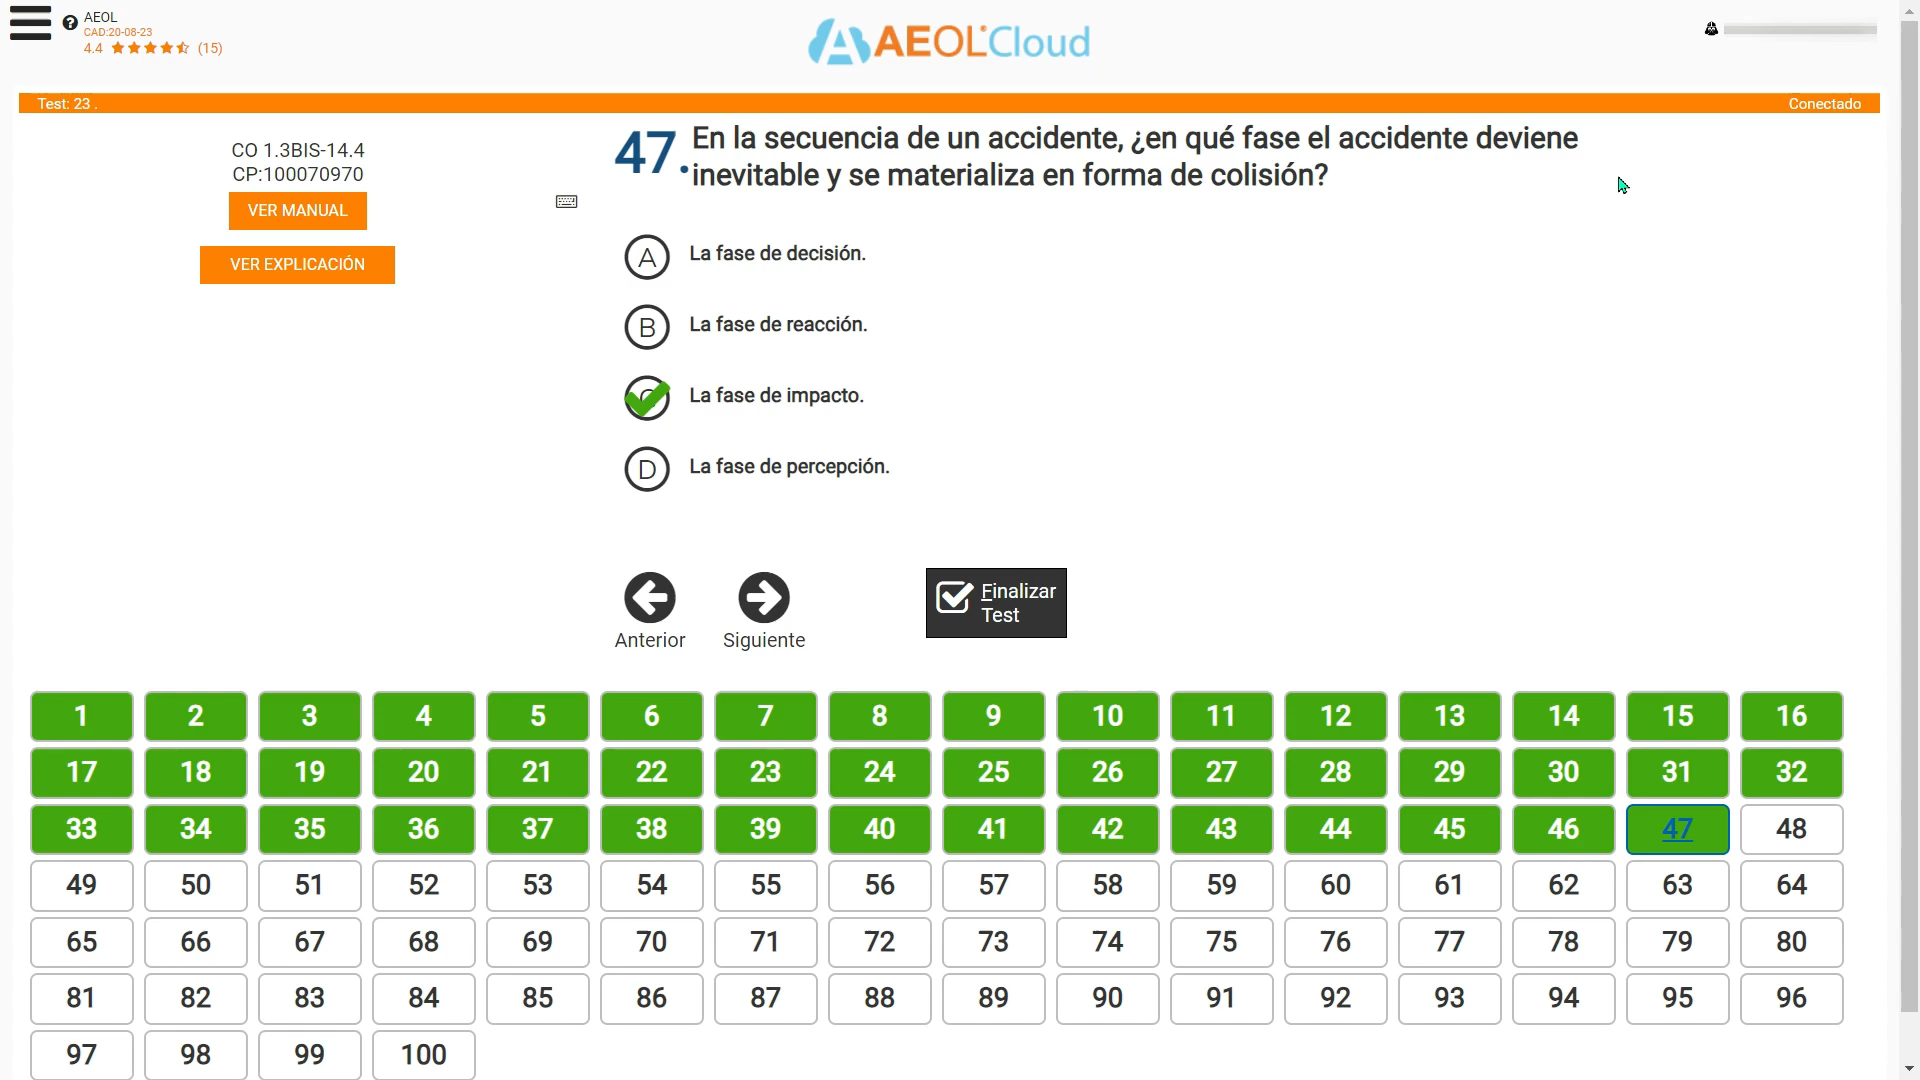 AEOL
CAD:20-08-23
4.4 (15)
AEOL Cloud
Test: 23 .
Conectado
CO 1.3BIS-14.4
CP:100070970
VER MANUAL
VER EXPLICACIÓN
47. En la secuencia de un accidente, ¿en qué fase el accidente deviene
inevitable y se materializa en forma de colisión?
A La fase de decisión.
B La fase de reacción.
C La fase de impacto.
D La fase de percepción.
Anterior
Siguiente
Finalizar
Test
1 2 3 4 5 6 7 8 9 10 11 12 13 14 15 16
17 18 19 20 21 22 23 24 25 26 27 28 29 30 31 32
33 34 35 36 37 38 39 40 41 42 43 44 45 46 47 48
49 50 51 52 53 54 55 56 57 58 59 60 61 62 63 64
65 66 67 68 69 70 71 72 73 74 75 76 77 78 79 80
81 82 83 84 85 86 87 88 89 90 91 92 93 94 95 96
97 98 99 100